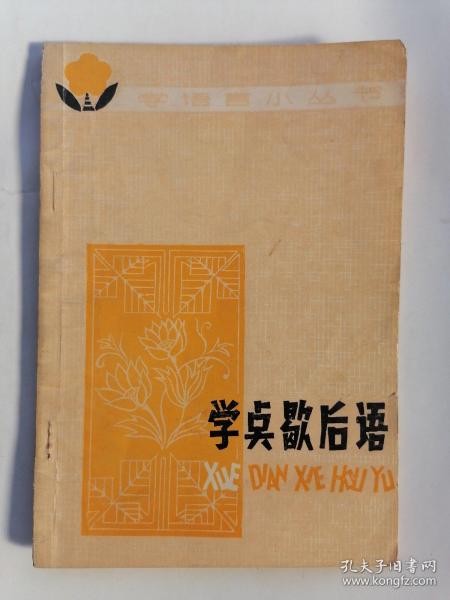 学语言小丛书
学点歇后语
XUE DIAN XIE HOU YU
孔夫子旧书网
www.kongfz.com